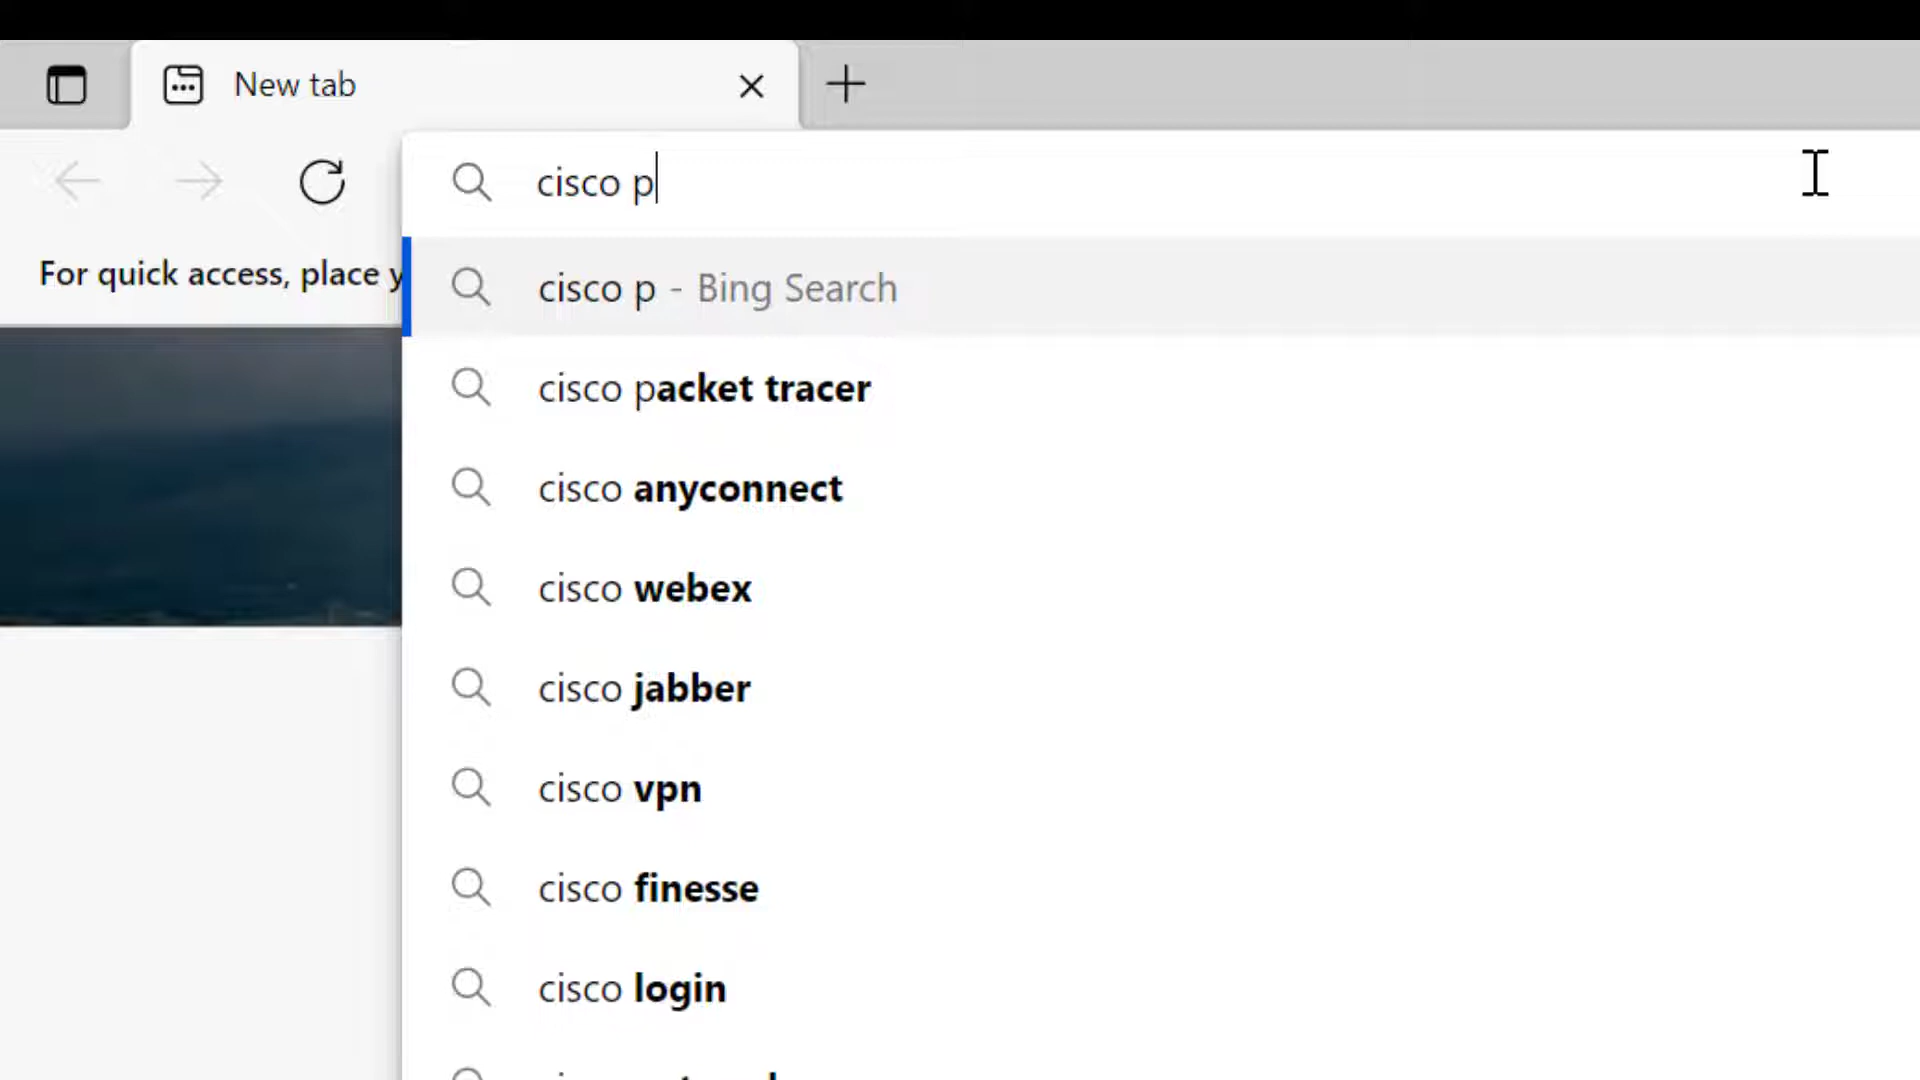 New tab
cisco p
For quick access, place y
cisco p - Bing Search
cisco packet tracer
cisco anyconnect
cisco webex
cisco jabber
cisco vpn
cisco finesse
cisco login